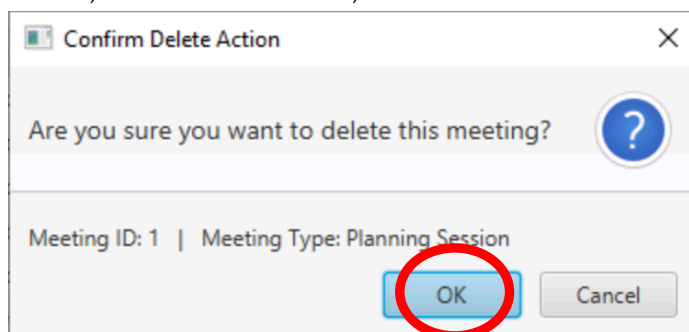 Confirm Delete Action
Are you sure you want to delete this meeting?
?
Meeting ID: 1 | Meeting Type: Planning Session
OK Cancel